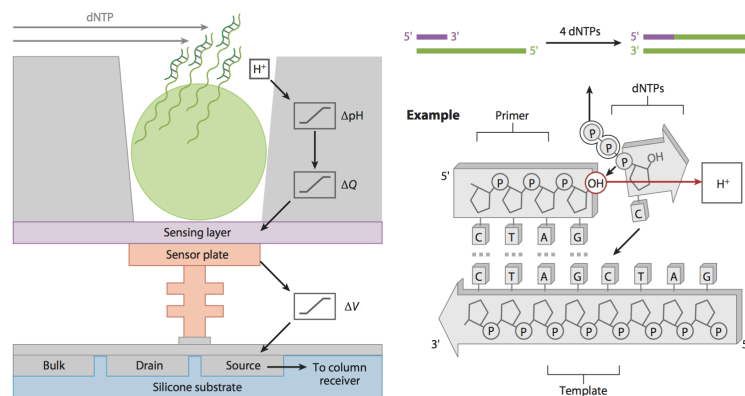 dNTP
H+
ΔpH
ΔQ
Sensing layer
Sensor plate
ΔV
Bulk
Drain
Source
To column
receiver
Silicone substrate
5' 3'
5'
4 dNTPs
5'
3'
Example
Primer
dNTPs
P
P
P
OH
5'
P P P OH
H+
C
C T A G
C T A G C T A G
P P P P P P P P
3' 5'
Template